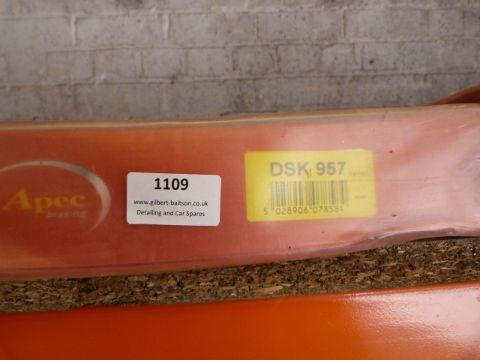 Apec
braking
1109
www.gilbert-baitson.co.uk
Detailing and Car Spares
DSK 957
5 028906 078584